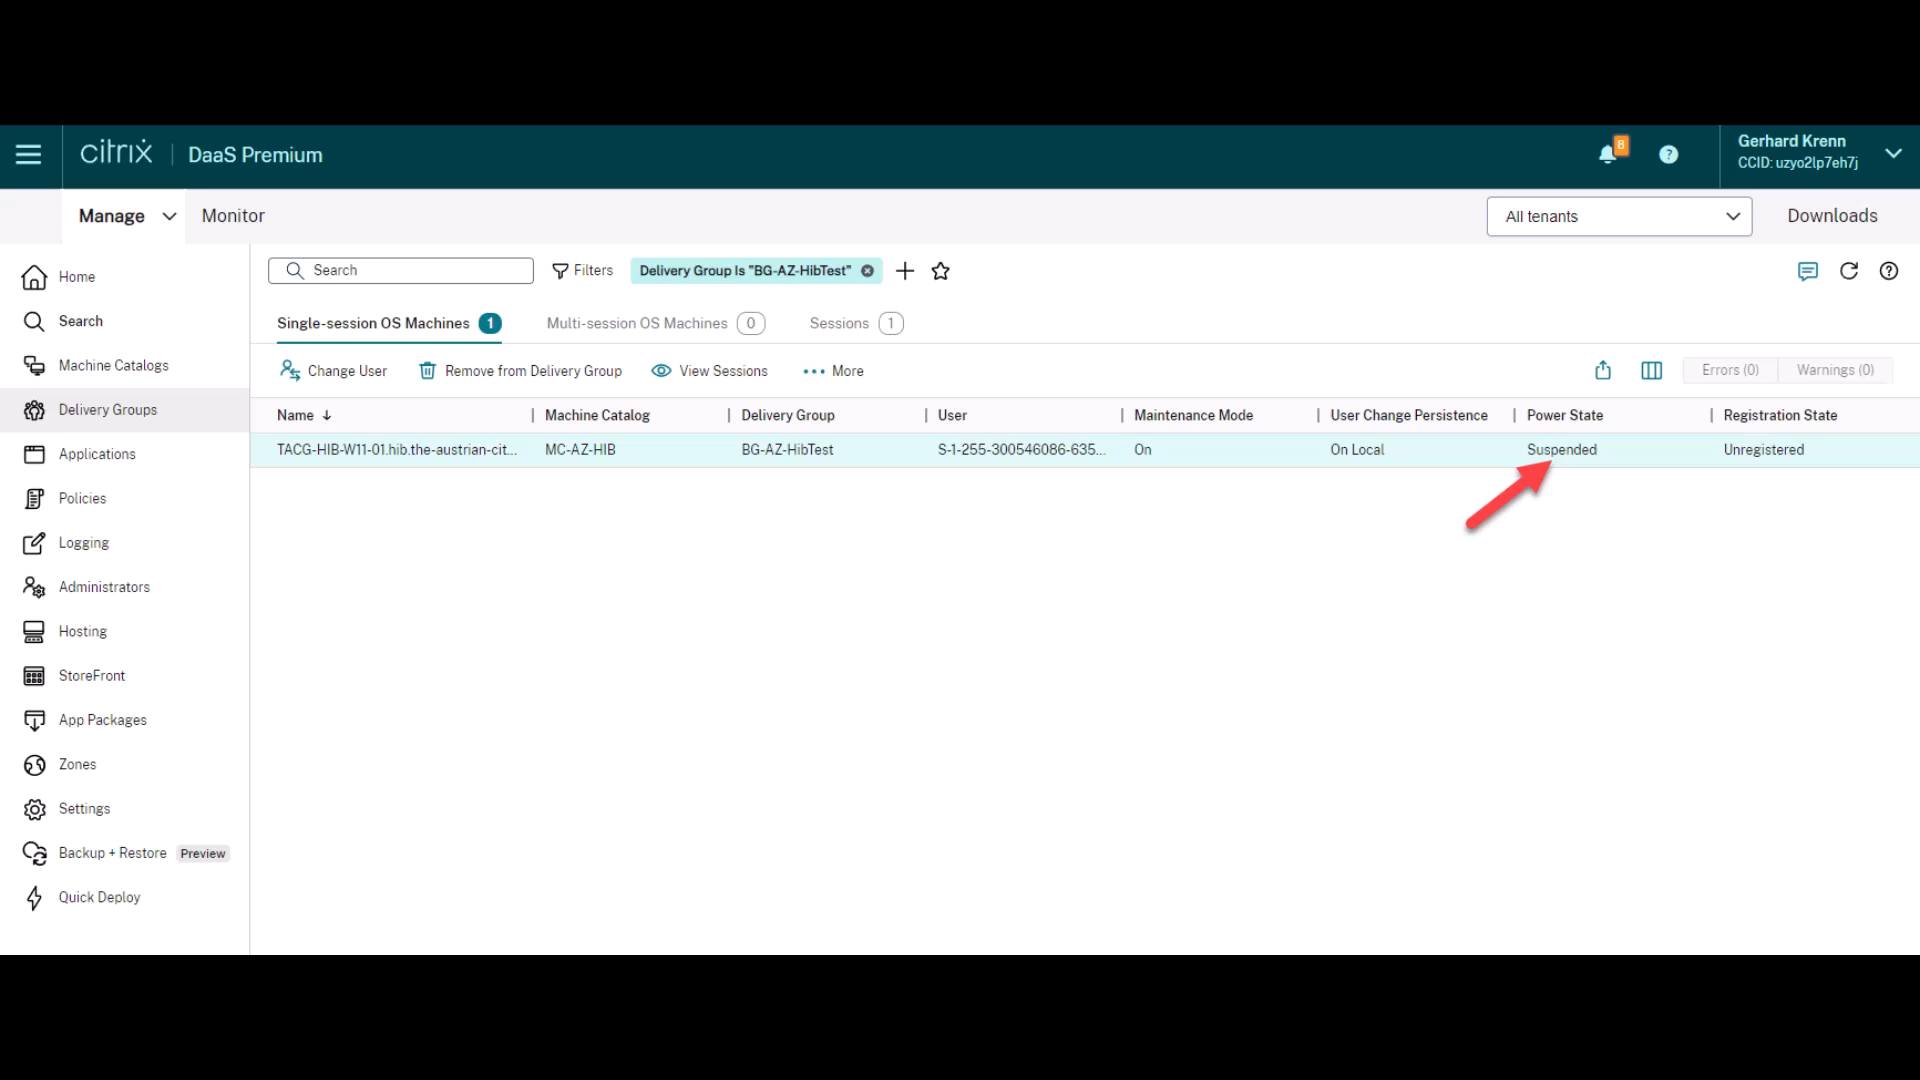 citrix | DaaS Premium
8
?
Gerhard Krenn
CCID: uzyo2lp7eh7j
Manage
Monitor
All tenants
Downloads
Home
Search
Machine Catalogs
Delivery Groups
Applications
Policies
Logging
Administrators
Hosting
StoreFront
App Packages
Zones
Settings
Backup + Restore Preview
Quick Deploy
Search
Filters
Delivery Group Is "BG-AZ-HibTest"
?
Single-session OS Machines 1
Multi-session OS Machines 0
Sessions 1
Change User
Remove from Delivery Group
View Sessions
More
Errors (0)
Warnings (0)
Name ↓ | Machine Catalog | Delivery Group | User | Maintenance Mode | User Change Persistence | Power State | Registration State
TACG-HIB-W11-01.hib.the-austrian-cit... MC-AZ-HIB BG-AZ-HibTest S-1-255-300546086-635... On On Local Suspended Unregistered